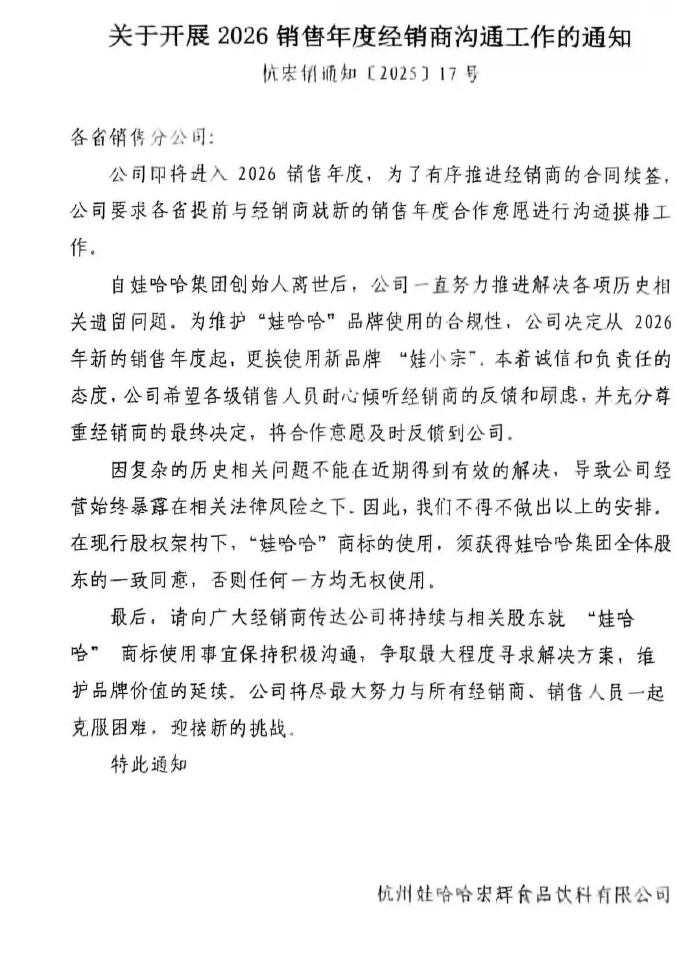 关于开展 2026 销售年度经销商沟通工作的通知
杭宏销通知〔2025〕17 号
各省销售分公司：
公司即将进入 2026 销售年度，为了有序推进经销商的合同续签，
公司要求各省提前与经销商就新的销售年度合作意愿进行沟通摸排工
作。
自娃哈哈集团创始人离世后，公司一直努力推进解决各项历史相
关遗留问题。为维护“娃哈哈”品牌使用的合规性，公司决定从 2026
年新的销售年度起，更换使用新品牌 “娃小宗”. 本着诚信和负责任的
态度，公司希望各级销售人员耐心倾听经销商的反馈和顾虑，并充分尊
重经销商的最终决定，将合作意愿及时反馈到公司。
因复杂的历史相关问题不能在近期得到有效的解决，导致公司经
营始终暴露在相关法律风险之下. 因此，我们不得不做出以上的安排。
在现行股权架构下，“娃哈哈”商标的使用，须获得娃哈哈集团全体股
东的一致同意，否则任何一方均无权使用。
最后，请向广大经销商传达公司将持续与相关股东就 “娃哈
哈” 商标使用事宜保持积极沟通，争取最大程度寻求解决方案，维
护品牌价值的延续. 公司将尽最大努力与所有经销商、销售人员一起
克服困难，迎接新的挑战。
特此通知
杭州娃哈哈宏辉食品饮料有限公司